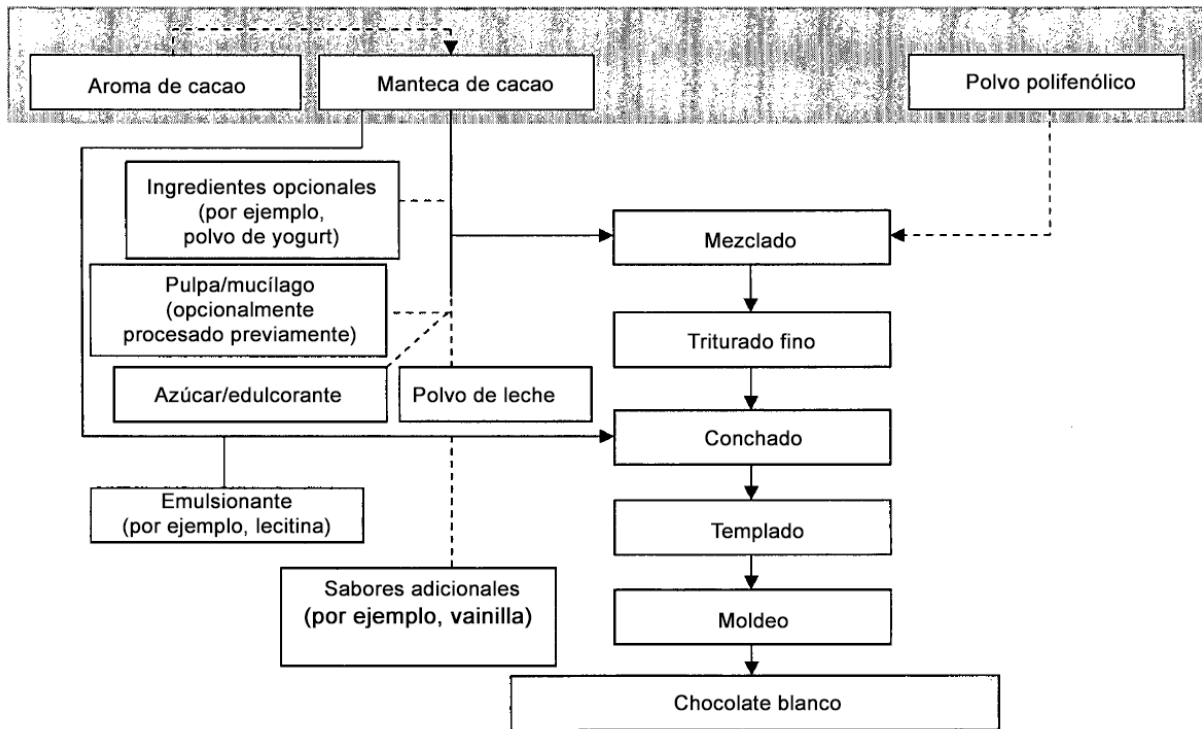 Aroma de cacao
Manteca de cacao
Polvo polifenólico
Ingredientes opcionales
(por ejemplo,
polvo de yogurt)
Mezclado
Pulpa/mucílago
(opcionalmente
procesado previamente)
Triturado fino
Azúcar/edulcorante
Polvo de leche
Conchado
Emulsionante
(por ejemplo, lecitina)
Templado
Sabores adicionales
(por ejemplo, vainilla)
Moldeo
Chocolate blanco